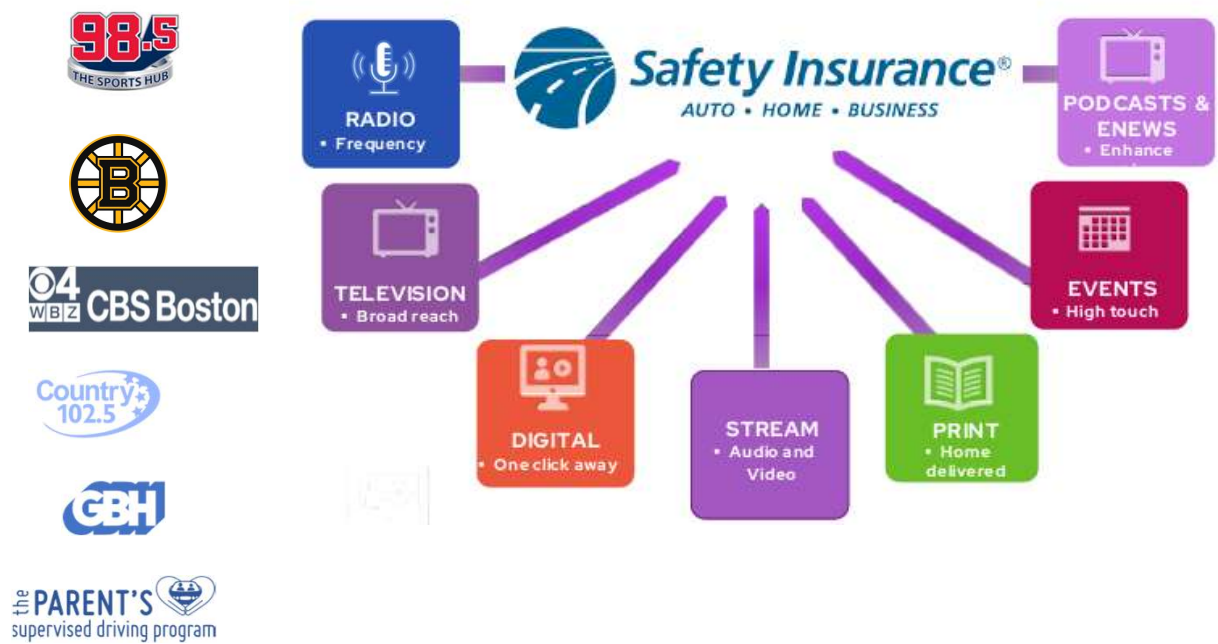 98.5
THE SPORTS HUB
B
4
WBZ CBS Boston
Country
102.5
GBH
the PARENT'S
supervised driving program
Safety Insurance®
AUTO • HOME • BUSINESS
RADIO
▪ Frequency
TELEVISION
▪ Broad reach
DIGITAL
▪ One click away
STREAM
▪ Audio and
Video
PRINT
▪ Home
delivered
EVENTS
▪ High touch
PODCASTS &
ENEWS
▪ Enhance